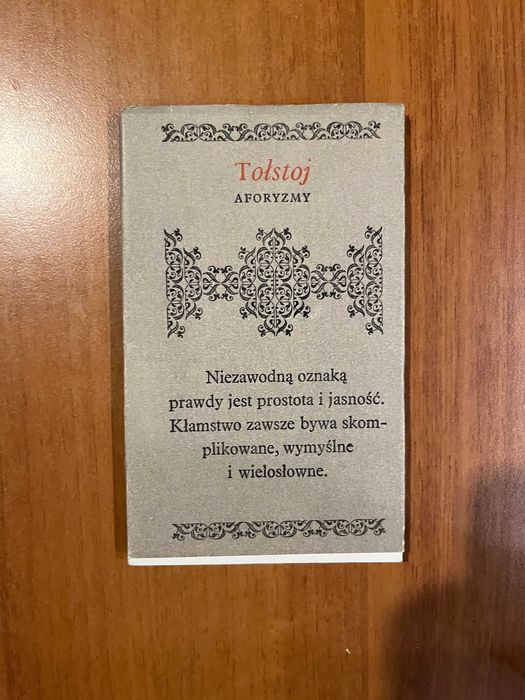 Tołstoj
AFORYZMY
Niezawodną oznaką
prawdy jest prostota i jasność.
Kłamstwo zawsze bywa skom-
plikowane, wymyślne
i wielosłowne.